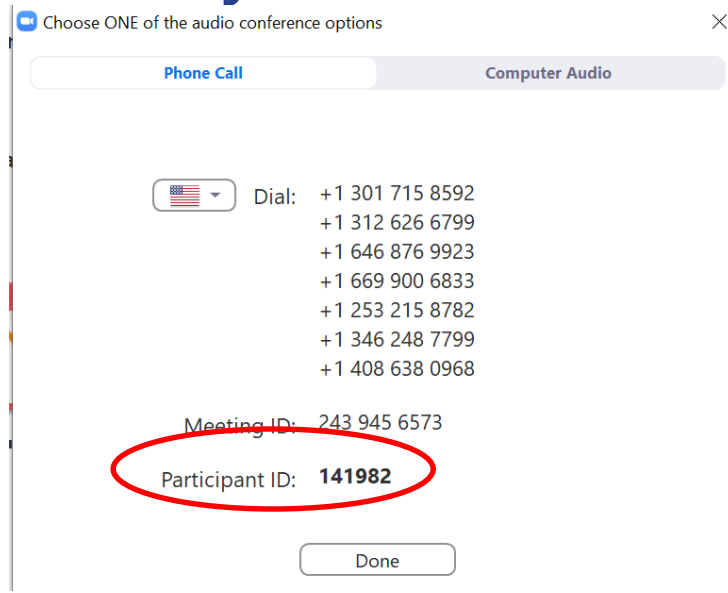 Choose ONE of the audio conference options
Phone Call Computer Audio
Dial: +1 301 715 8592
+1 312 626 6799
+1 646 876 9923
+1 669 900 6833
+1 253 215 8782
+1 346 248 7799
+1 408 638 0968
Meeting ID: 243 945 6573
Participant ID: 141982
Done